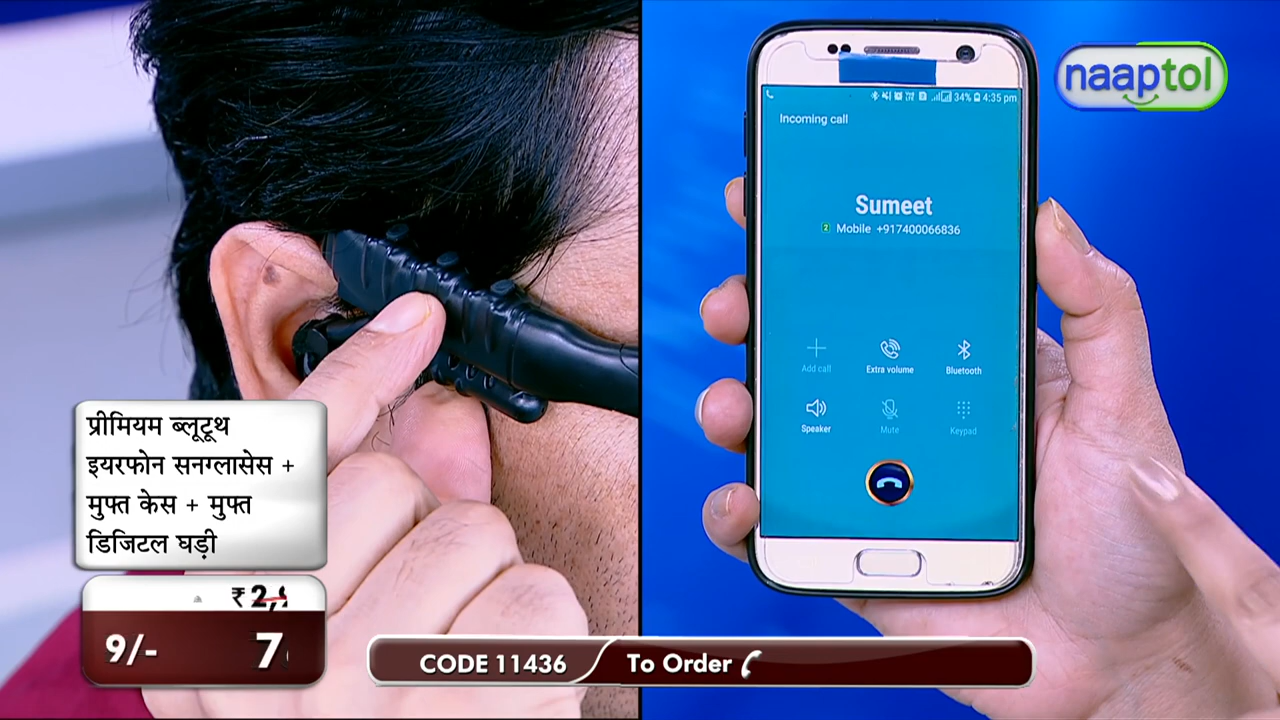 naaptol
34% 4:35 pm
Incoming call
Sumeet
2 Mobile +917400066836
Add call
Extra volume
Bluetooth
Speaker
Mute
Keypad
प्रीमियम ब्लूटूथ
इयरफोन सनग्लासेस +
मुफ्त केस + मुफ्त
डिजिटल घड़ी
₹ 2,
9/- 7
CODE 11436 To Order